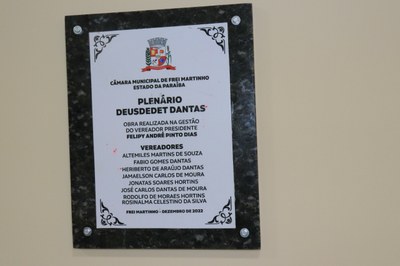 CÂMARA MUNICIPAL DE FREI MARTINHO
ESTADO DA PARAÍBA
PLENÁRIO
DEUSDEDET DANTAS
OBRA REALIZADA NA GESTÃO
DO VEREADOR PRESIDENTE
FELIPY ANDRÉ PINTO DIAS
VEREADORES
ALTEMILES MARTINS DE SOUZA
FABIO GOMES DANTAS
HERIBERTO DE ARAÚJO DANTAS
JAMAELSON CARLOS DE MOURA
JONATAS SOARES HORTINS
JOSÉ CARLOS DANTAS DE MOURA
RODOLFO DE MORAES HORTINS
ROSINALMA CELESTINO DA SILVA
FREI MARTINHO - DEZEMBRO DE 2022